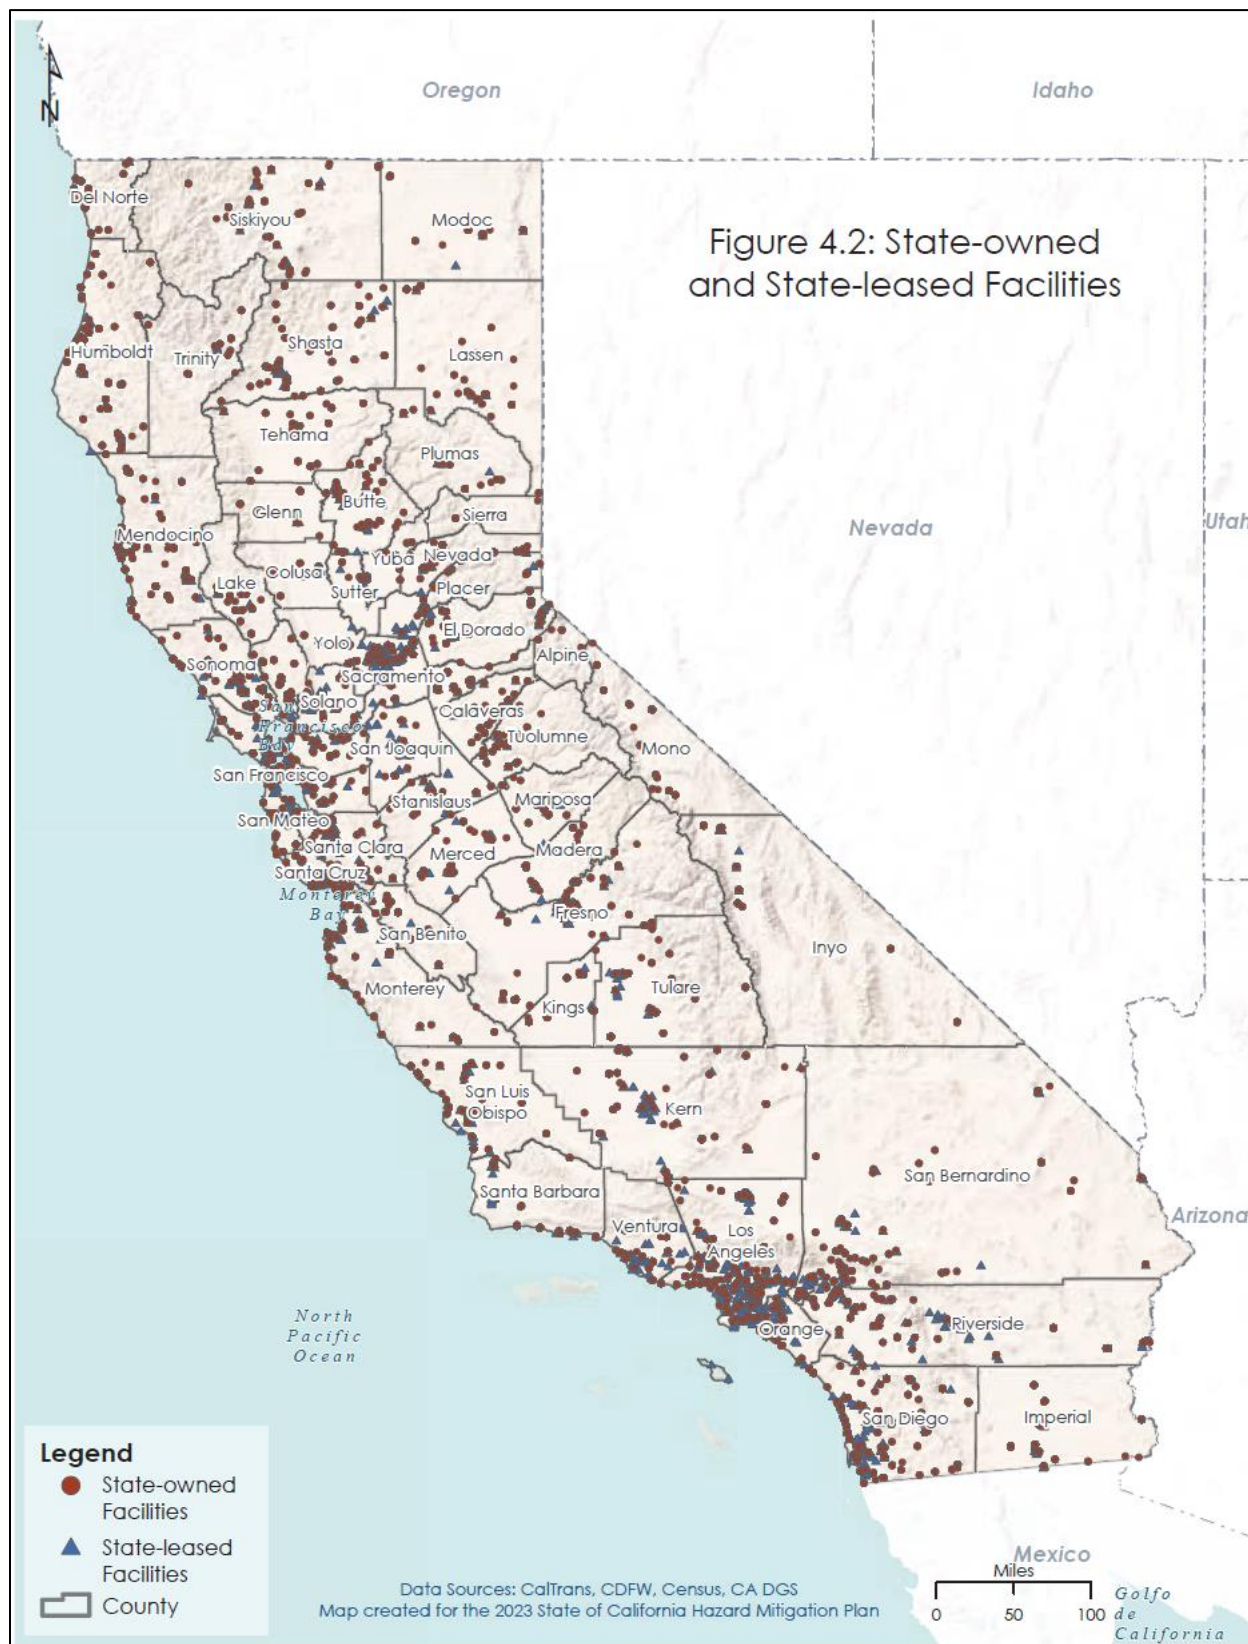 N
Oregon
Idaho
Figure 4.2: State-owned
and State-leased Facilities
Del Norte
Siskiyou
Modoc
Humboldt
Trinity
Shasta
Lassen
Tehama
Plumas
Glenn
Butte
Sierra
Nevada
Utah
Mendocino
Colusa
Yuba
Nevada
Lake
Sutter
Placer
Yolo
El Dorado
Sonoma
Sacramento
Alpine
Solano
San
Francisco
Bay
Calaveras
Tuolumne
San Joaquin
Mono
San Francisco
Stanislaus
Mariposa
San Mateo
Santa Clara
Merced
Madera
Santa Cruz
Monterey
Bay
Fresno
San Benito
Inyo
Monterey
Kings
Tulare
San Luis
Obispo
Kern
San Bernardino
Santa Barbara
Arizona
Ventura
Los
Angeles
North
Pacific
Ocean
Orange
Riverside
San Diego
Imperial
Legend
State-owned
Facilities
State-leased
Facilities
County
Data Sources: CalTrans, CDFW, Census, CA DGS
Map created for the 2023 State of California Hazard Mitigation Plan
Mexico
Miles
0 50 100
Golfo
de
California